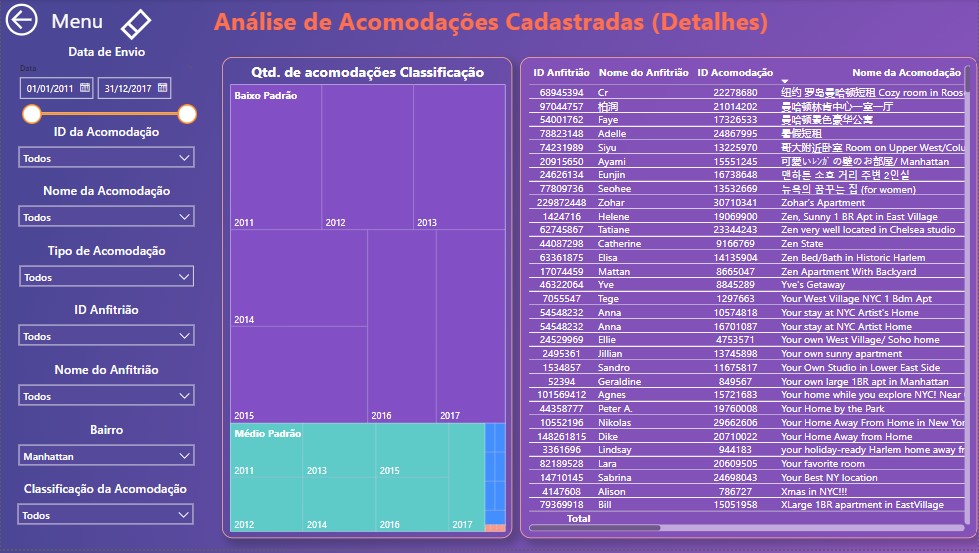 Menu
Análise de Acomodações Cadastradas (Detalhes)
Data de Envio
Data
01/01/2011 31/12/2017
ID da Acomodação
Todos
Nome da Acomodação
Todos
Tipo de Acomodação
Todos
ID Anfitrião
Todos
Nome do Anfitrião
Todos
Bairro
Manhattan
Classificação da Acomodação
Todos
Qtd. de acomodações Classificação
Baixo Padrão
2011 2012 2013
2014
2015 2016 2017
Médio Padrão
2011 2013 2015
2012 2014 2016 2017
ID Anfitrião Nome do Anfitrião ID Acomodação Nome da Acomodação
68945394 Cr 22278680 纽约 罗岛曼哈顿短租 Cozy room in Roos
97044757 柏润 21014202 曼哈顿林肯中心一室一厅
54001762 Faye 17326533 曼哈顿景色豪华公寓
78823148 Adelle 24867995 暑假短租
74231989 Siyu 13225970 哥大附近卧室 Room on Upper West/Colu
20915650 Ayami 15551245 可愛いﾚﾝｶﾞの壁のお部屋/ Manhattan
24626134 Eunjin 16738648 맨하튼 소호 거리 주변 2인실
77809736 Seohee 13532669 뉴욕의 꿈꾸는 집 (for women)
229872448 Zohar 30710341 Zohar's Apartment
1424716 Helene 19069900 Zen, Sunny 1 BR Apt in East Village
62745867 Tatiane 23344243 Zen very well located in Chelsea studio
44087298 Catherine 9166769 Zen State
63361875 Elisa 14135904 Zen Bed/Bath in Historic Harlem
17074459 Mattan 8665047 Zen Apartment With Backyard
46322064 Yve 8845289 Yve's Getaway
7055547 Tege 1297663 Your West Village NYC 1 Bdm Apt
54548232 Anna 10574818 Your stay at NYC Artist's Home
54548232 Anna 16701087 Your stay at NYC Artist Home
24529969 Ellie 4753571 Your own West Village/ Soho home
2495361 Jillian 13745898 Your own sunny apartment
1534857 Sandro 11675817 Your Own Studio in Lower East Side
52394 Geraldine 849567 Your own large 1BR apt in Manhattan
101569412 Agnes 15721683 Your home while you explore NYC! Near
44358777 Peter A. 19760008 Your Home by the Park
10552196 Nikolas 29662606 Your Home Away From Home in New Yor
148261815 Dike 20710022 Your Home Away from Home
3361696 Lindsay 944183 your holiday-ready Harlem home away fr
82189528 Lara 20609505 Your favorite room
14710145 Sabrina 24698043 Your Best NY location
4147608 Alison 786727 Xmas in NYC!!!
79369918 Bill 15051958 XLarge 1BR apartment in EastVillage
Total